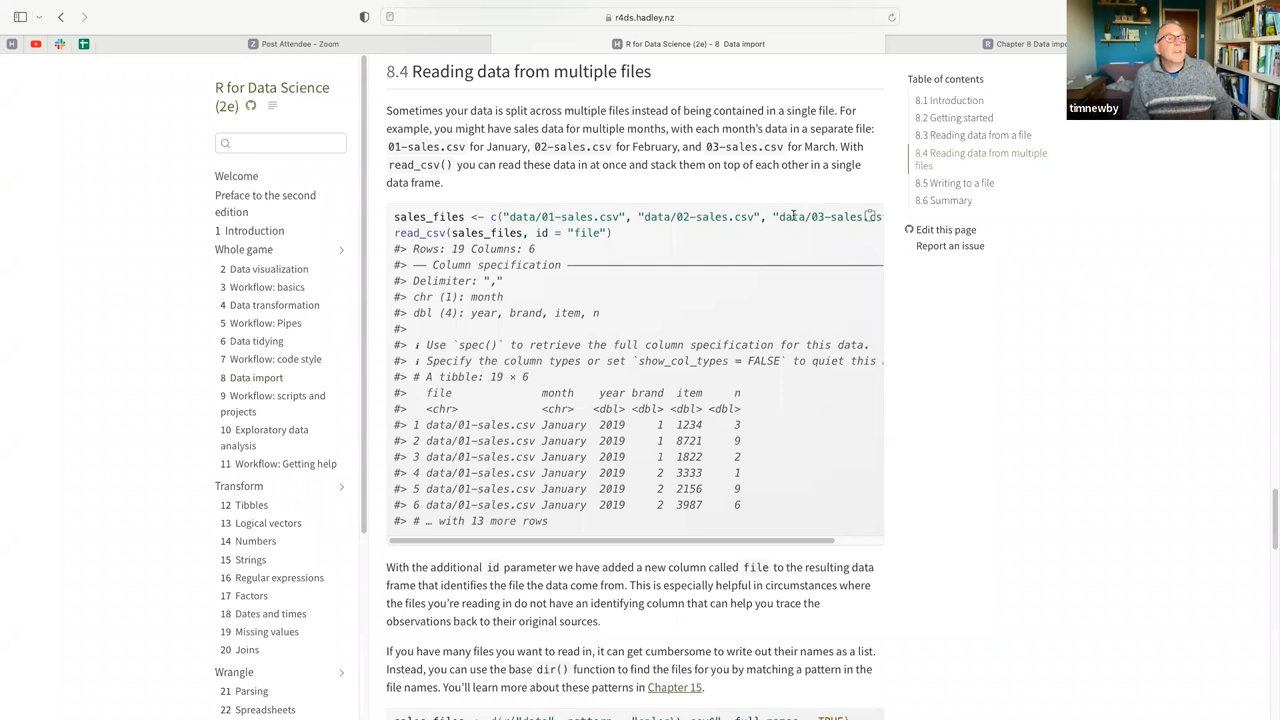 r4ds.hadley.nz
Post Attendee - Zoom
R for Data Science (2e) - 8 Data import
Chapter 8 Data impo
timnewby
R for Data Science
(2e)
Welcome
Preface to the second
edition
1 Introduction
Whole game
2 Data visualization
3 Workflow: basics
4 Data transformation
5 Workflow: Pipes
6 Data tidying
7 Workflow: code style
8 Data import
9 Workflow: scripts and
projects
10 Exploratory data
analysis
11 Workflow: Getting help
Transform
12 Tibbles
13 Logical vectors
14 Numbers
15 Strings
16 Regular expressions
17 Factors
18 Dates and times
19 Missing values
20 Joins
Wrangle
21 Parsing
22 Spreadsheets
8.4 Reading data from multiple files
Sometimes your data is split across multiple files instead of being contained in a single file. For
example, you might have sales data for multiple months, with each month's data in a separate file:
01-sales.csv for January, 02-sales.csv for February, and 03-sales.csv for March. With
read_csv() you can read these data in at once and stack them on top of each other in a single
data frame.
sales_files <- c("data/01-sales.csv", "data/02-sales.csv", "data/03-sales.csv
read_csv(sales_files, id = "file")
#> Rows: 19 Columns: 6
#> ── Column specification ────────────────────────
#> Delimiter: ","
#> chr (1): month
#> dbl (4): year, brand, item, n
#>
#> ℹ Use `spec()` to retrieve the full column specification for this data.
#> ℹ Specify the column types or set `show_col_types = FALSE` to quiet this
#> # A tibble: 19 × 6
#>   file              month    year brand  item     n
#>   <chr>             <chr>   <dbl> <dbl> <dbl> <dbl>
#> 1 data/01-sales.csv January  2019     1  1234     3
#> 2 data/01-sales.csv January  2019     1  8721     9
#> 3 data/01-sales.csv January  2019     1  1822     2
#> 4 data/01-sales.csv January  2019     2  3333     1
#> 5 data/01-sales.csv January  2019     2  2156     9
#> 6 data/01-sales.csv January  2019     2  3987     6
#> # … with 13 more rows
With the additional id parameter we have added a new column called file to the resulting data
frame that identifies the file the data come from. This is especially helpful in circumstances where
the files you're reading in do not have an identifying column that can help you trace the
observations back to their original sources.
If you have many files you want to read in, it can get cumbersome to write out their names as a list.
Instead, you can use the base dir() function to find the files for you by matching a pattern in the
file names. You'll learn more about these patterns in Chapter 15.
Table of contents
8.1 Introduction
8.2 Getting started
8.3 Reading data from a file
8.4 Reading data from multiple
files
8.5 Writing to a file
8.6 Summary
Edit this page
Report an issue